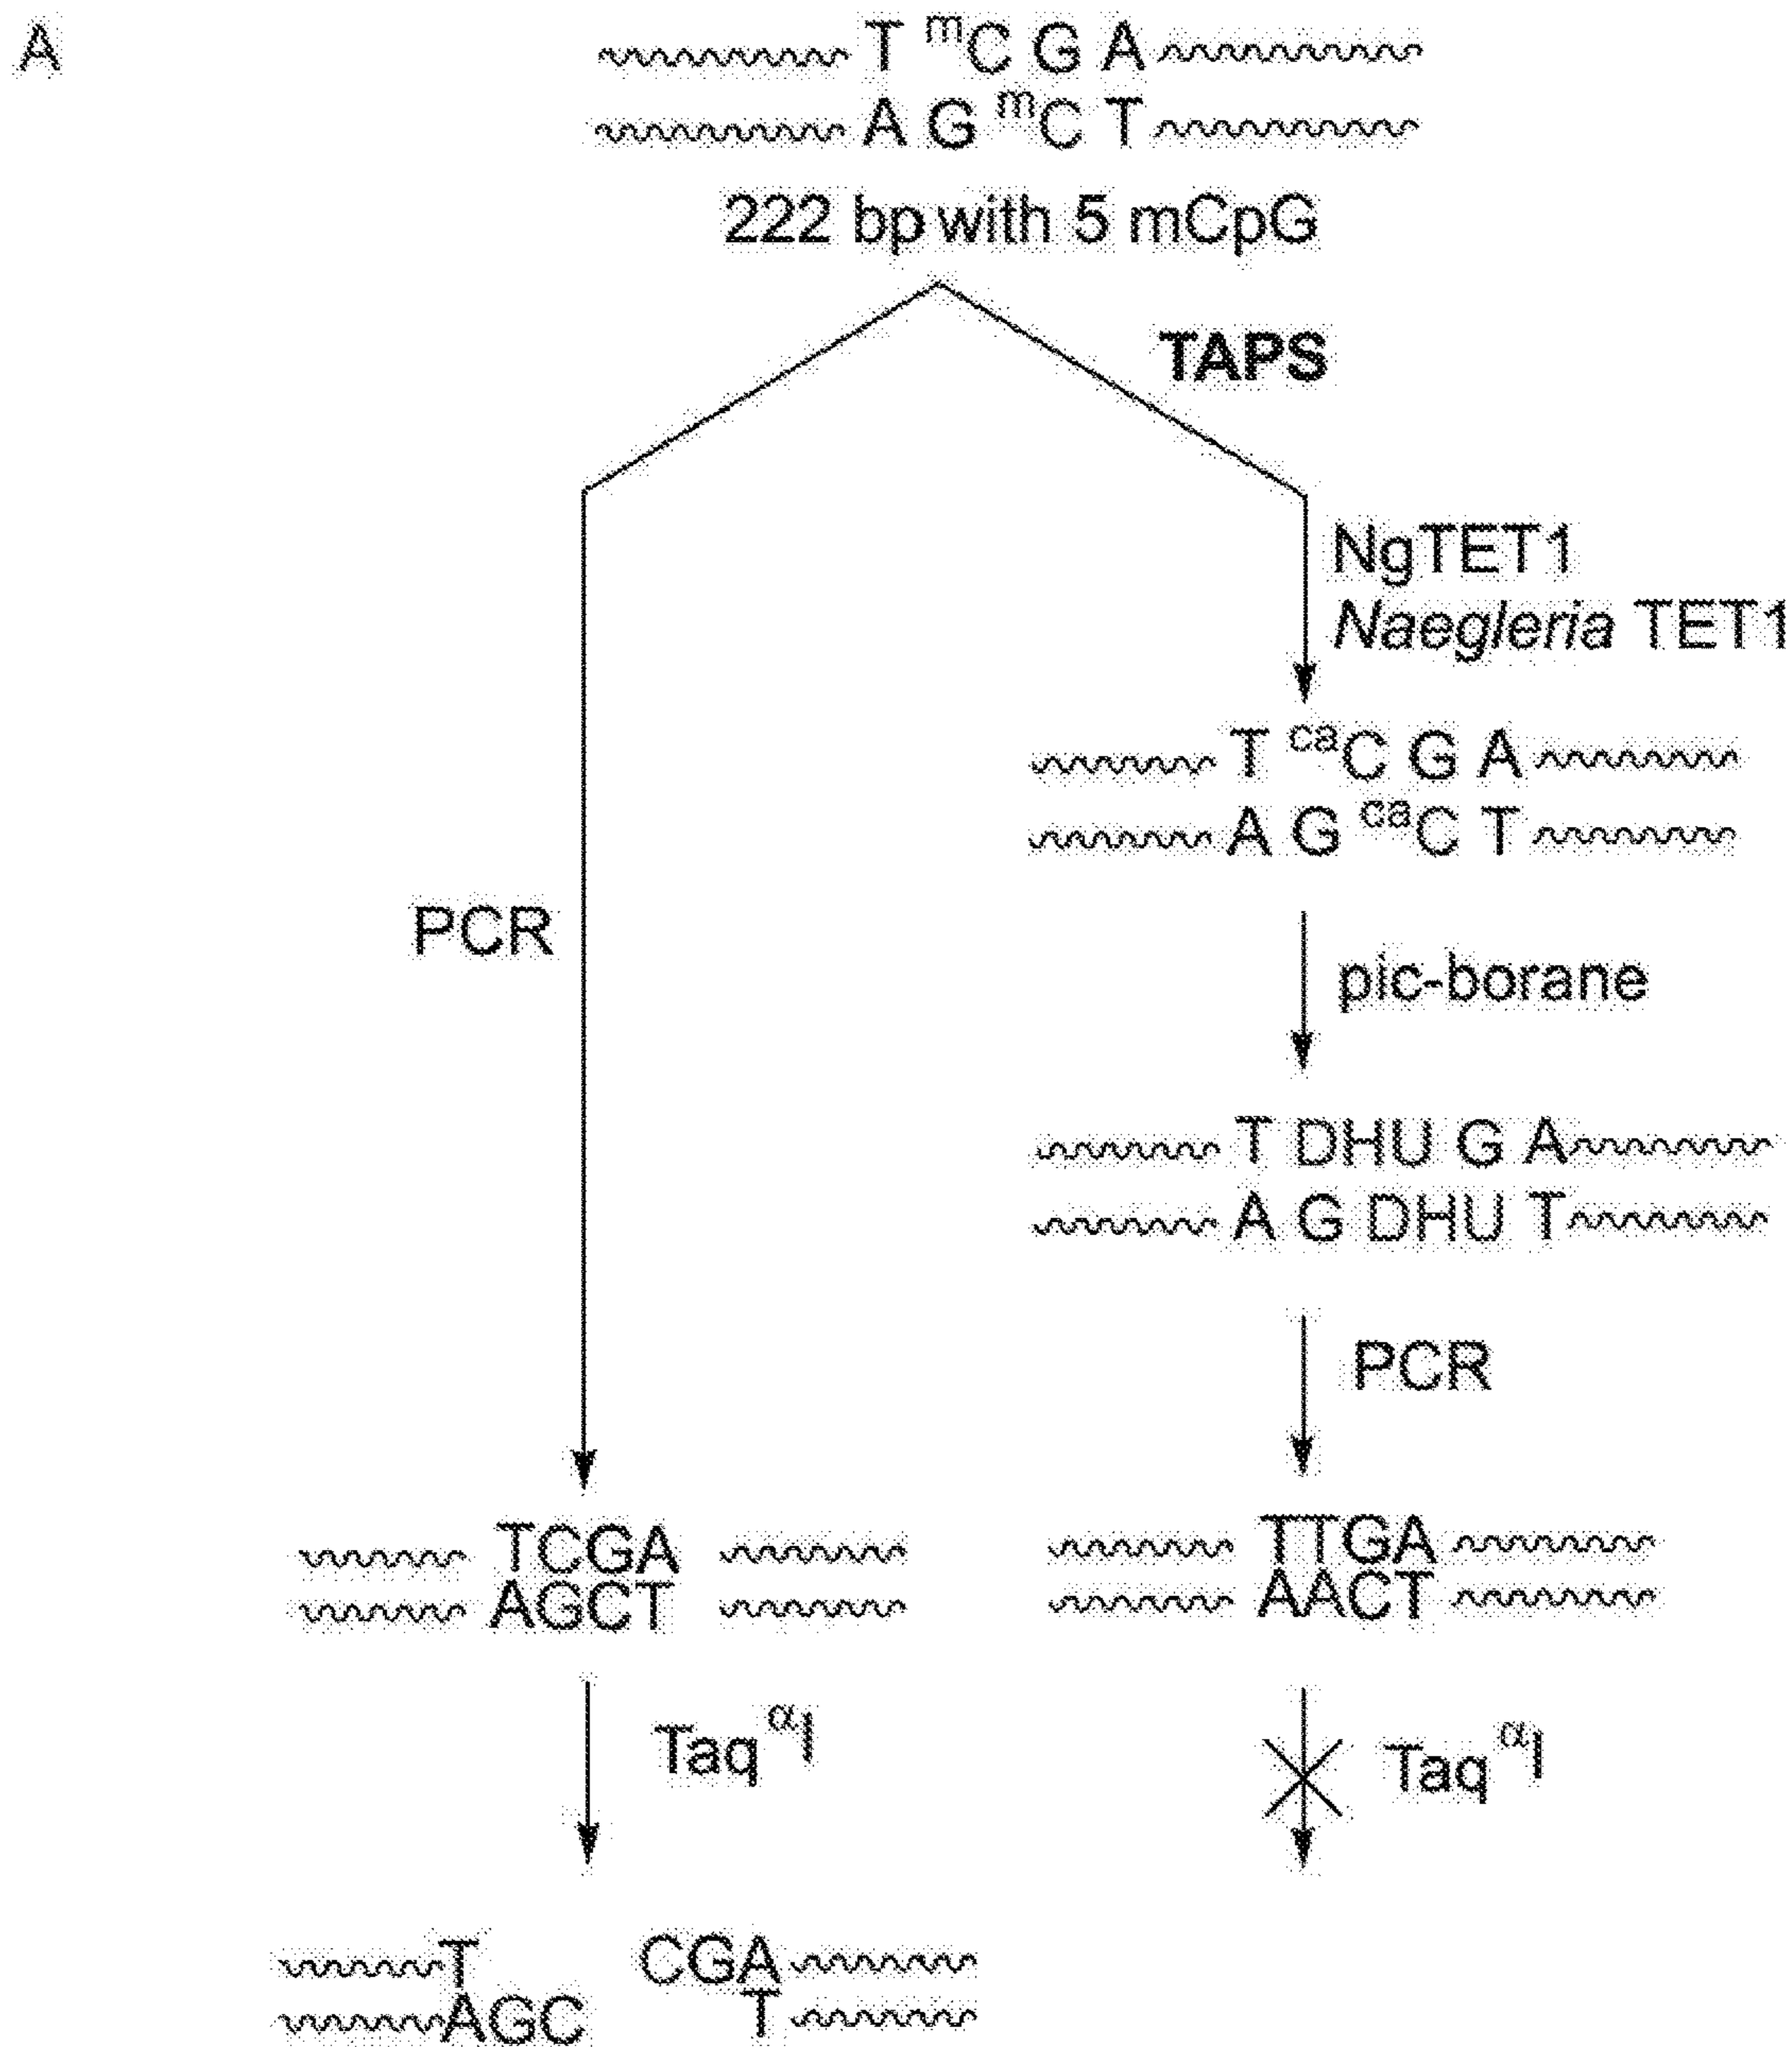 A
T mC G A
A G mC T
222 bp with 5 mCpG
TAPS
NgTET1
Naegleria TET1
T caC G A
A G caC T
PCR
pic-borane
T DHU G A
A G DHU T
PCR
TCGA
AGCT
TTGA
AACT
Taq αI
Taq αI
T CGA
AGC T